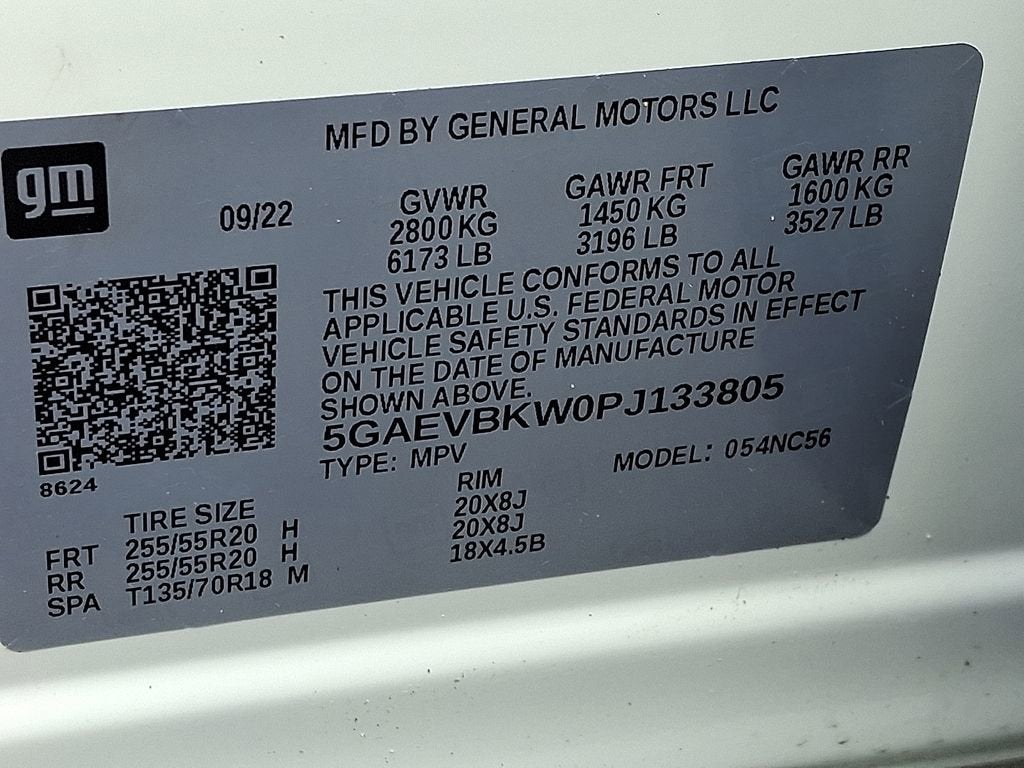 MFD BY GENERAL MOTORS LLC
gm
09/22
GVWR
2800 KG
6173 LB
GAWR FRT
1450 KG
3196 LB
GAWR RR
1600 KG
3527 LB
THIS VEHICLE CONFORMS TO ALL
APPLICABLE U.S. FEDERAL MOTOR
VEHICLE SAFETY STANDARDS IN EFFECT
ON THE DATE OF MANUFACTURE
SHOWN ABOVE.
5GAEVBKW0PJ133805
TYPE: MPV MODEL: 054NC56
8624
TIRE SIZE RIM
FRT 255/55R20 H 20X8J
RR 255/55R20 H 20X8J
SPA T135/70R18 M 18X4.5B